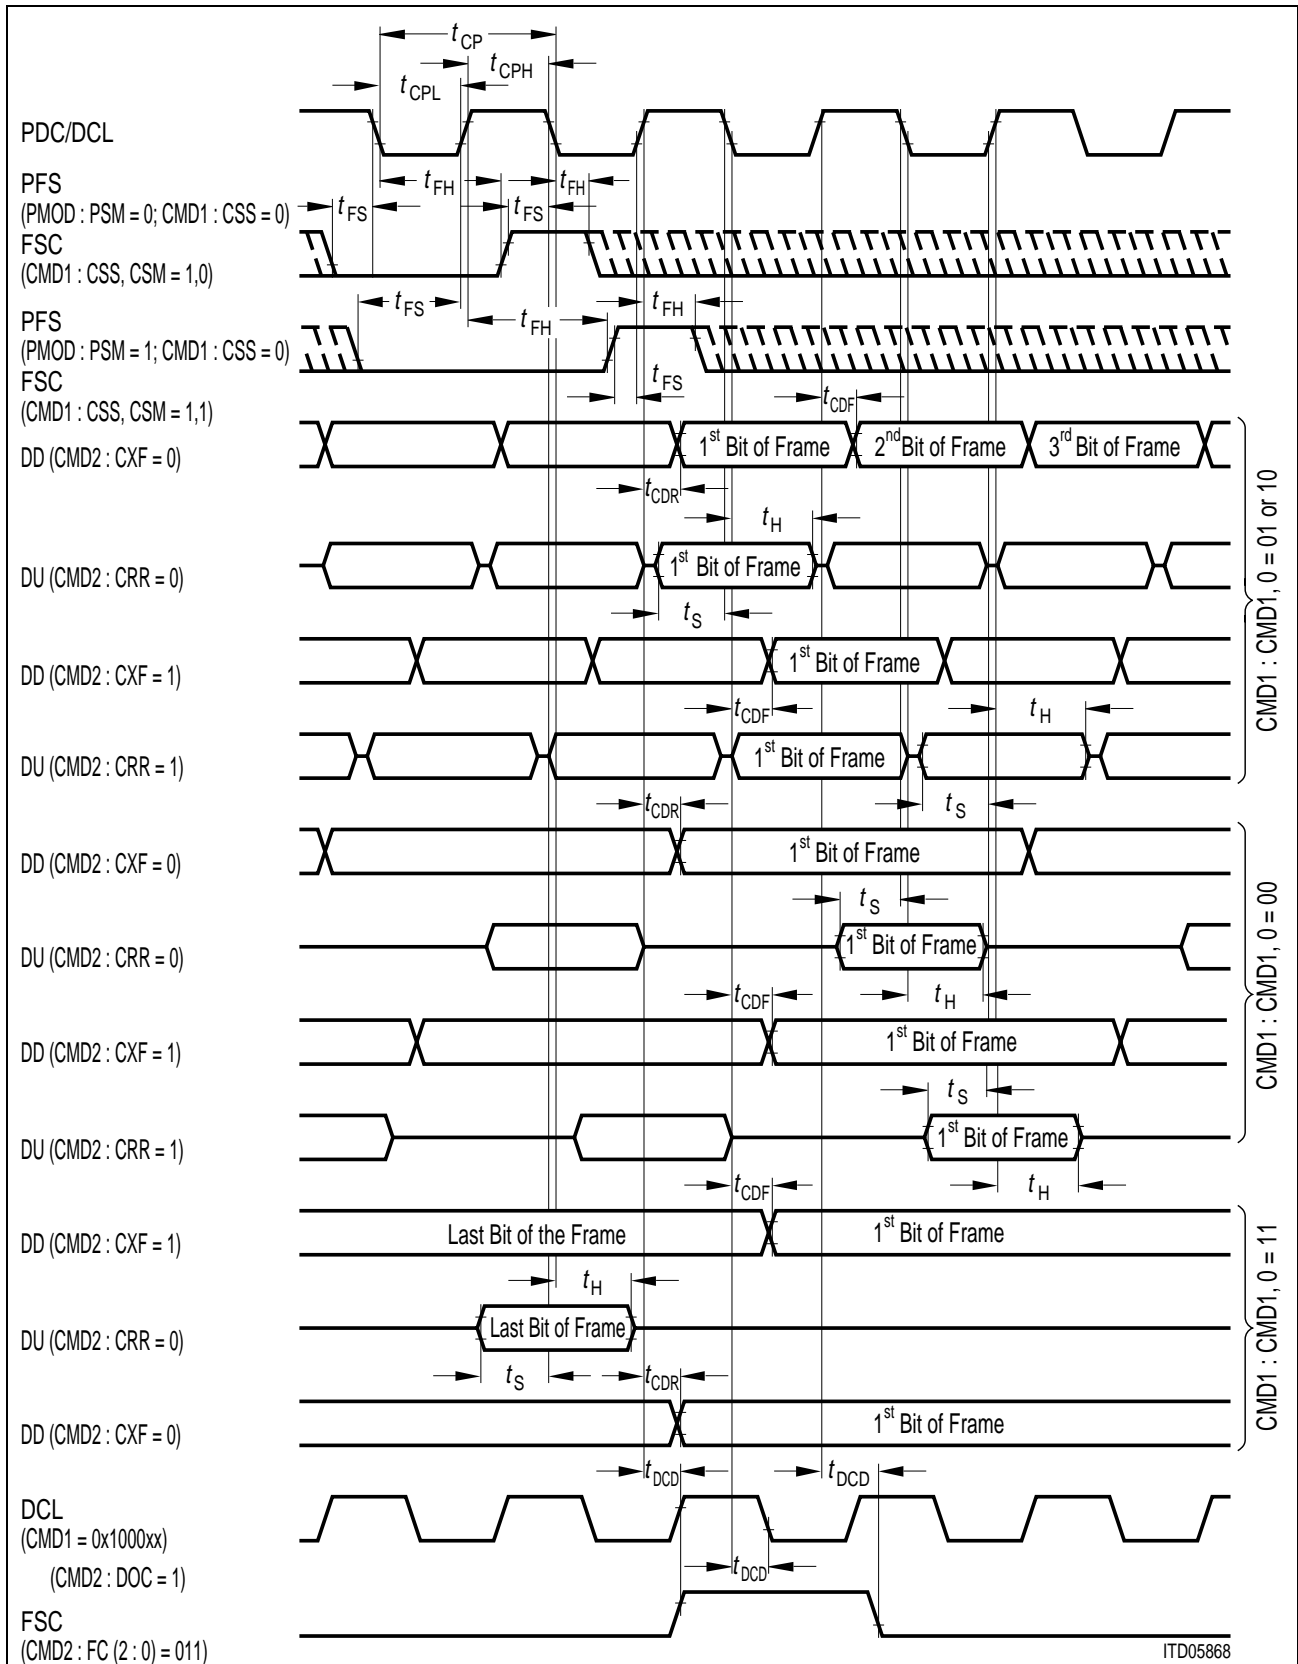 tCP
tCPH
tCPL
PDC/DCL
PFS
(PMOD : PSM = 0; CMD1 : CSS = 0)
FSC
(CMD1 : CSS, CSM = 1,0)
tFH
tFH
tFS
tFS
PFS
(PMOD : PSM = 1; CMD1 : CSS = 0)
FSC
(CMD1 : CSS, CSM = 1,1)
tFS
tFH
tFH
tFS
tCDF
DD (CMD2 : CXF = 0)
1st Bit of Frame
2nd Bit of Frame
3rd Bit of Frame
tCDR
tH
DU (CMD2 : CRR = 0)
1st Bit of Frame
tS
DD (CMD2 : CXF = 1)
1st Bit of Frame
tCDF
tH
DU (CMD2 : CRR = 1)
1st Bit of Frame
CMD1 : CMD1, 0 = 01 or 10
tCDR
tS
DD (CMD2 : CXF = 0)
1st Bit of Frame
tS
DU (CMD2 : CRR = 0)
1st Bit of Frame
tCDF
tH
DD (CMD2 : CXF = 1)
1st Bit of Frame
tS
DU (CMD2 : CRR = 1)
1st Bit of Frame
CMD1 : CMD1, 0 = 00
tCDF
tH
DD (CMD2 : CXF = 1)
Last Bit of the Frame
1st Bit of Frame
tH
DU (CMD2 : CRR = 0)
Last Bit of Frame
tS
tCDR
DD (CMD2 : CXF = 0)
1st Bit of Frame
CMD1 : CMD1, 0 = 11
tDCD
tDCD
DCL
(CMD1 = 0x1000xx)
(CMD2 : DOC = 1)
tDCD
FSC
(CMD2 : FC (2 : 0) = 011)
ITD05868